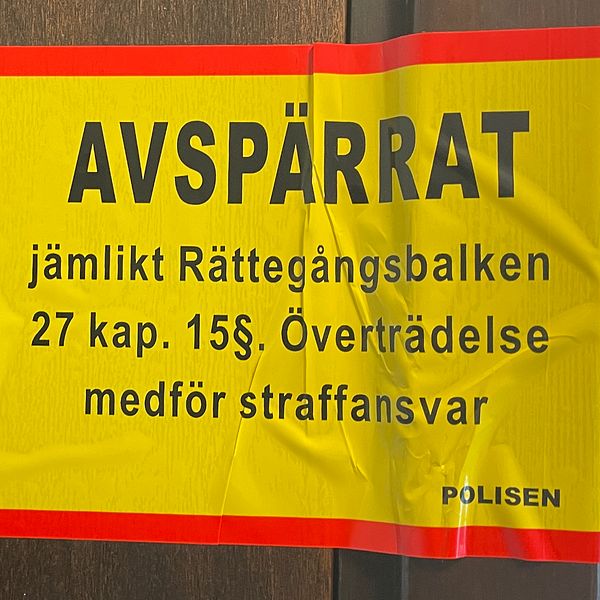 AVSPÄRRAT
jämlikt Rättegångsbalken
27 kap. 15§. Överträdelse
medför straffansvar
POLISEN